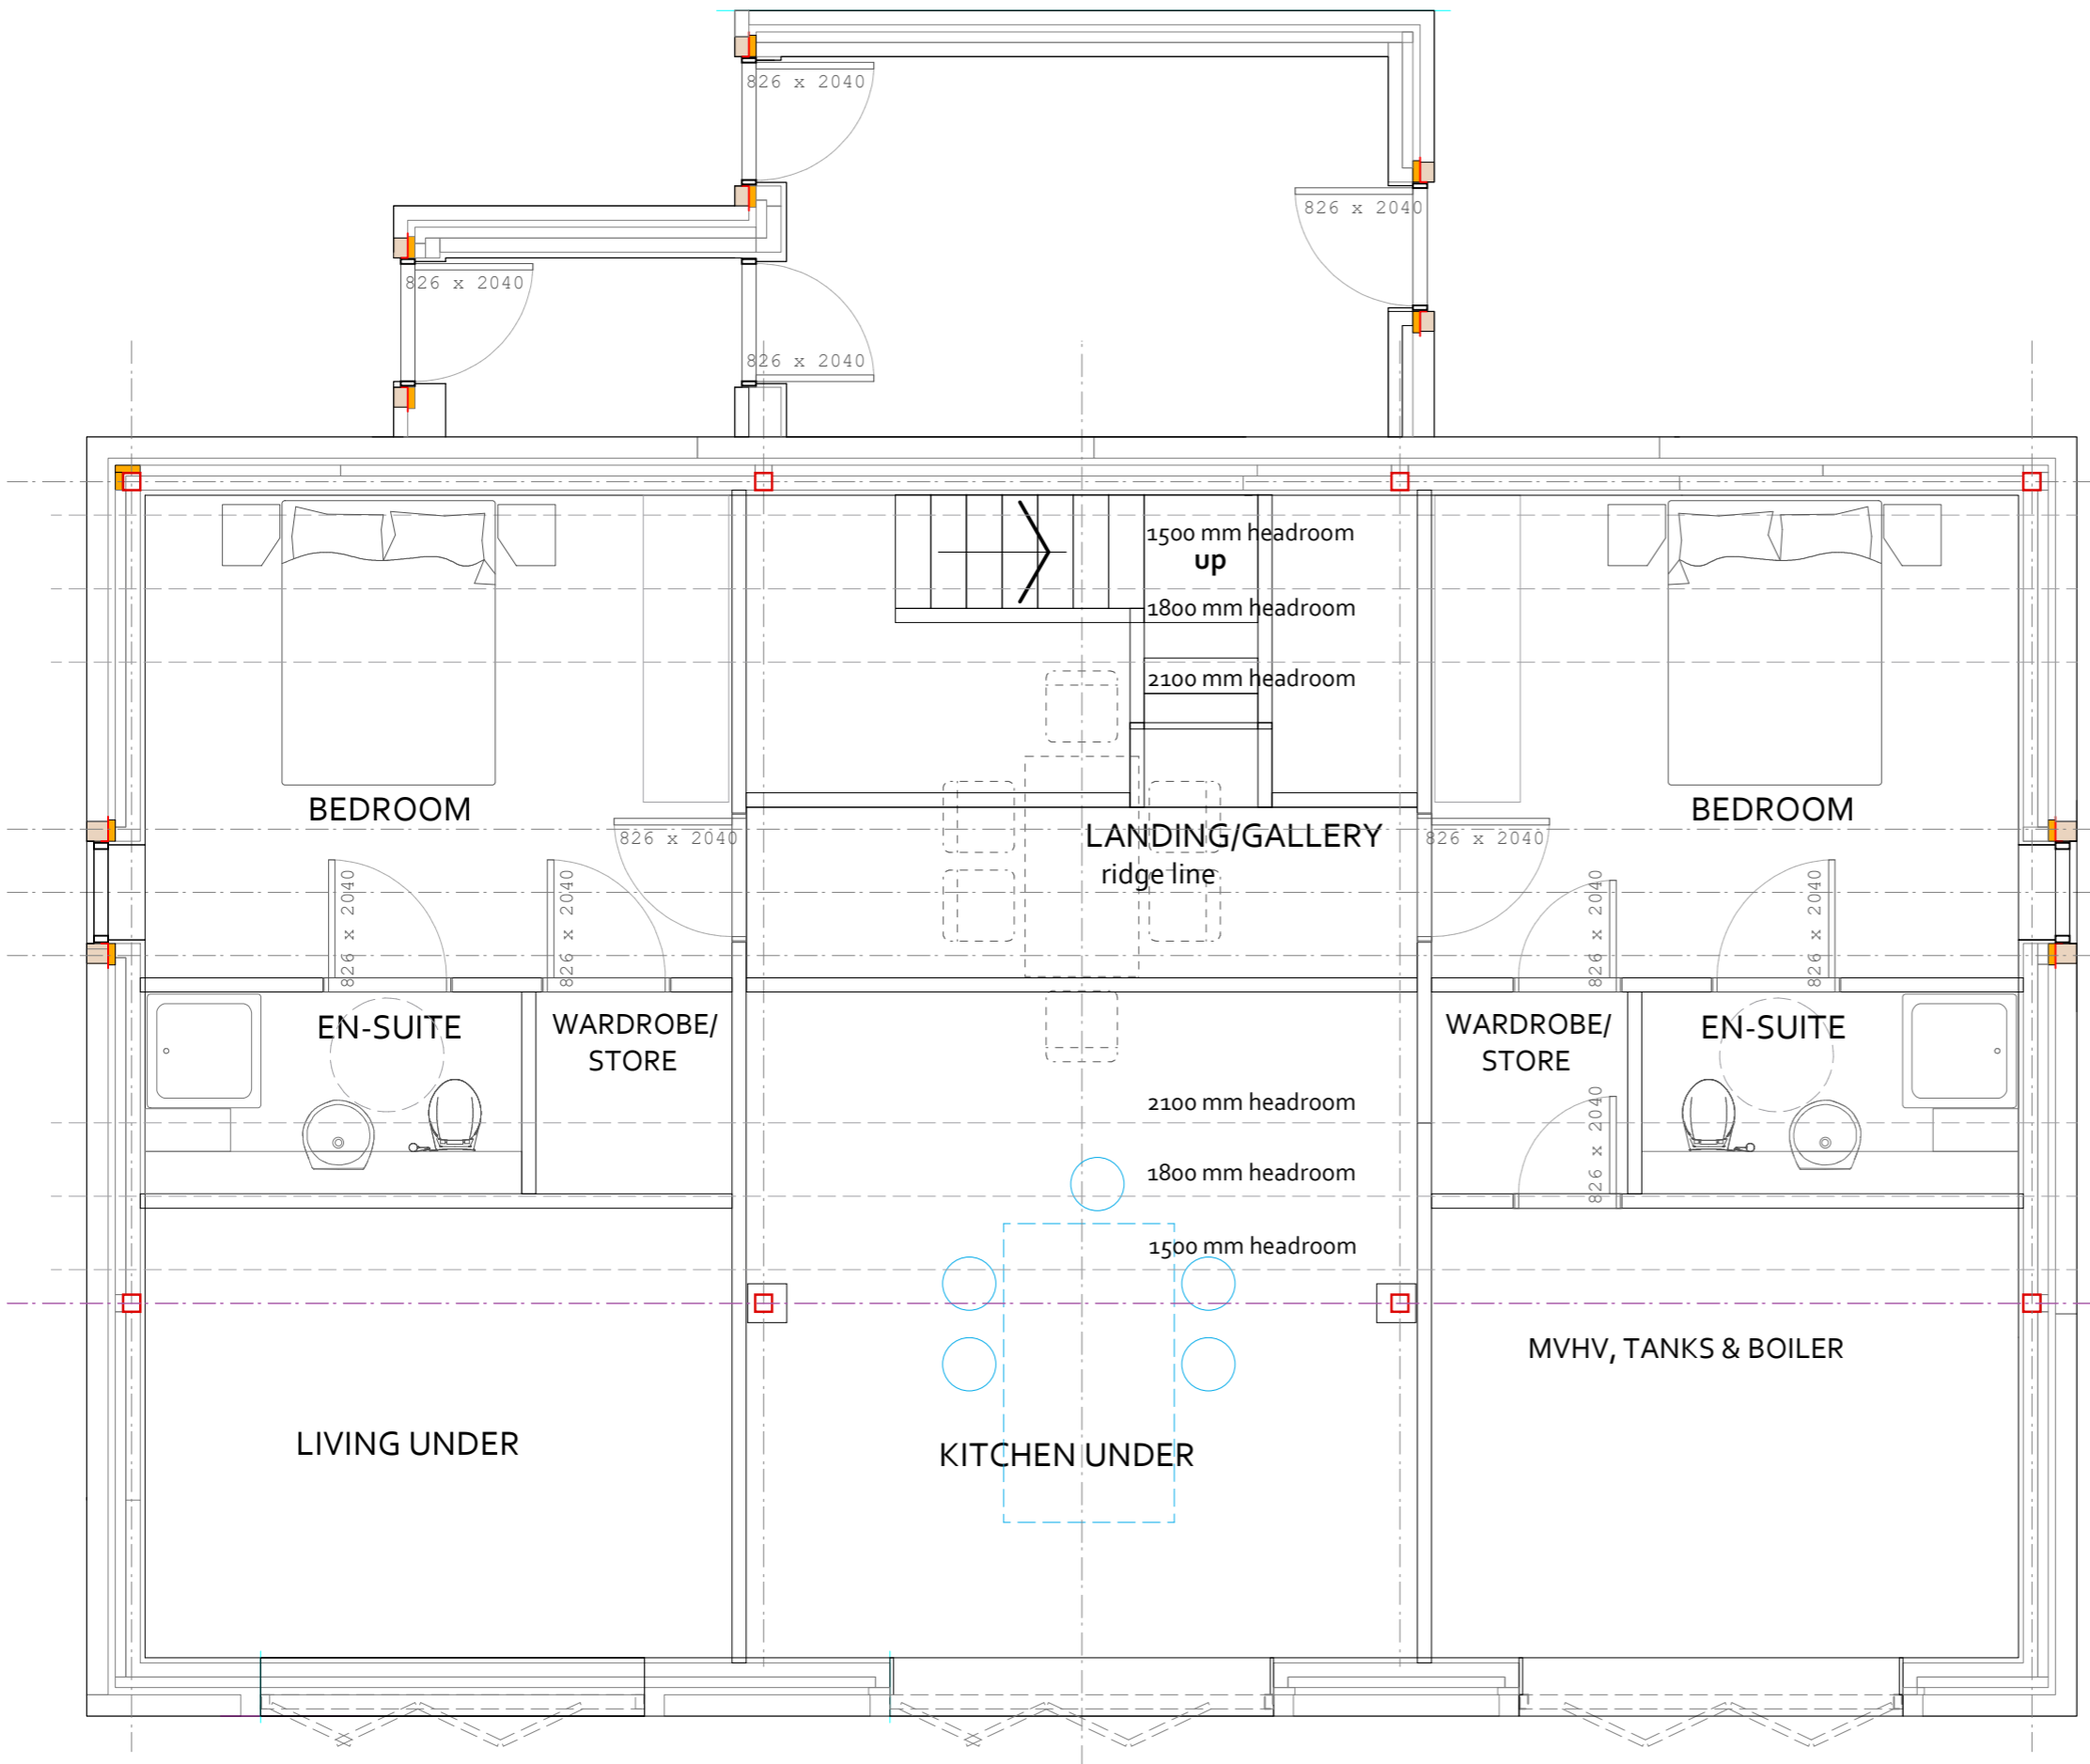 826 x 2040
826 x 2040
826 x 2040
826 x 2040
1500 mm headroom
up
1800 mm headroom
2100 mm headroom
BEDROOM
BEDROOM
826 x 2040
LANDING/GALLERY
826 x 2040
ridge line
826 x 2040
826 x 2040
826 x 2040
826 x 2040
EN-SUITE
WARDROBE/
STORE
WARDROBE/
STORE
EN-SUITE
826 x 2040
2100 mm headroom
1800 mm headroom
1500 mm headroom
MVHV, TANKS & BOILER
LIVING UNDER
KITCHEN UNDER